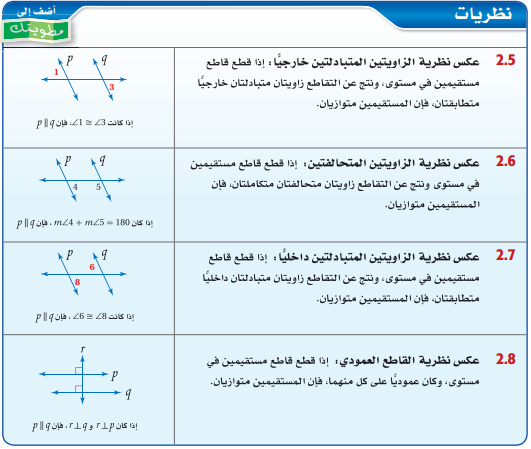 نظريات
أضف إلى
مطويتك
2.5 عكس نظرية الزاويتين المتبادلتين خارجيًّا: إذا قطع قاطع
مستقيمين في مستوى، ونتج عن التقاطع زاويتان متبادلتان خارجيًّا
متطابقتان، فإن المستقيمين متوازيان.
p q
1
3
إذا كانت ∠1 ≅ ∠3، فإن p ∥ q
2.6 عكس نظرية الزاويتين المتحالفتين: إذا قطع قاطع مستقيمين
في مستوى ونتج عن التقاطع زاويتان متحالفتان متكاملتان، فإن
المستقيمين متوازيان.
p q
4 5
إذا كان m∠4 + m∠5 = 180، فإن p ∥ q
2.7 عكس نظرية الزاويتين المتبادلتين داخليًّا: إذا قطع قاطع
مستقيمين في مستوى، ونتج عن التقاطع زاويتان متبادلتان داخليًّا
متطابقتان، فإن المستقيمين متوازيان.
p q
6
8
إذا كانت ∠6 ≅ ∠8، فإن p ∥ q
2.8 عكس نظرية القاطع العمودي: إذا قطع قاطع مستقيمين في
مستوى، وكان عموديًّا على كل منهما، فإن المستقيمين متوازيان.
r
p
q
إذا كان r ⊥ p و r ⊥ q، فإن p ∥ q